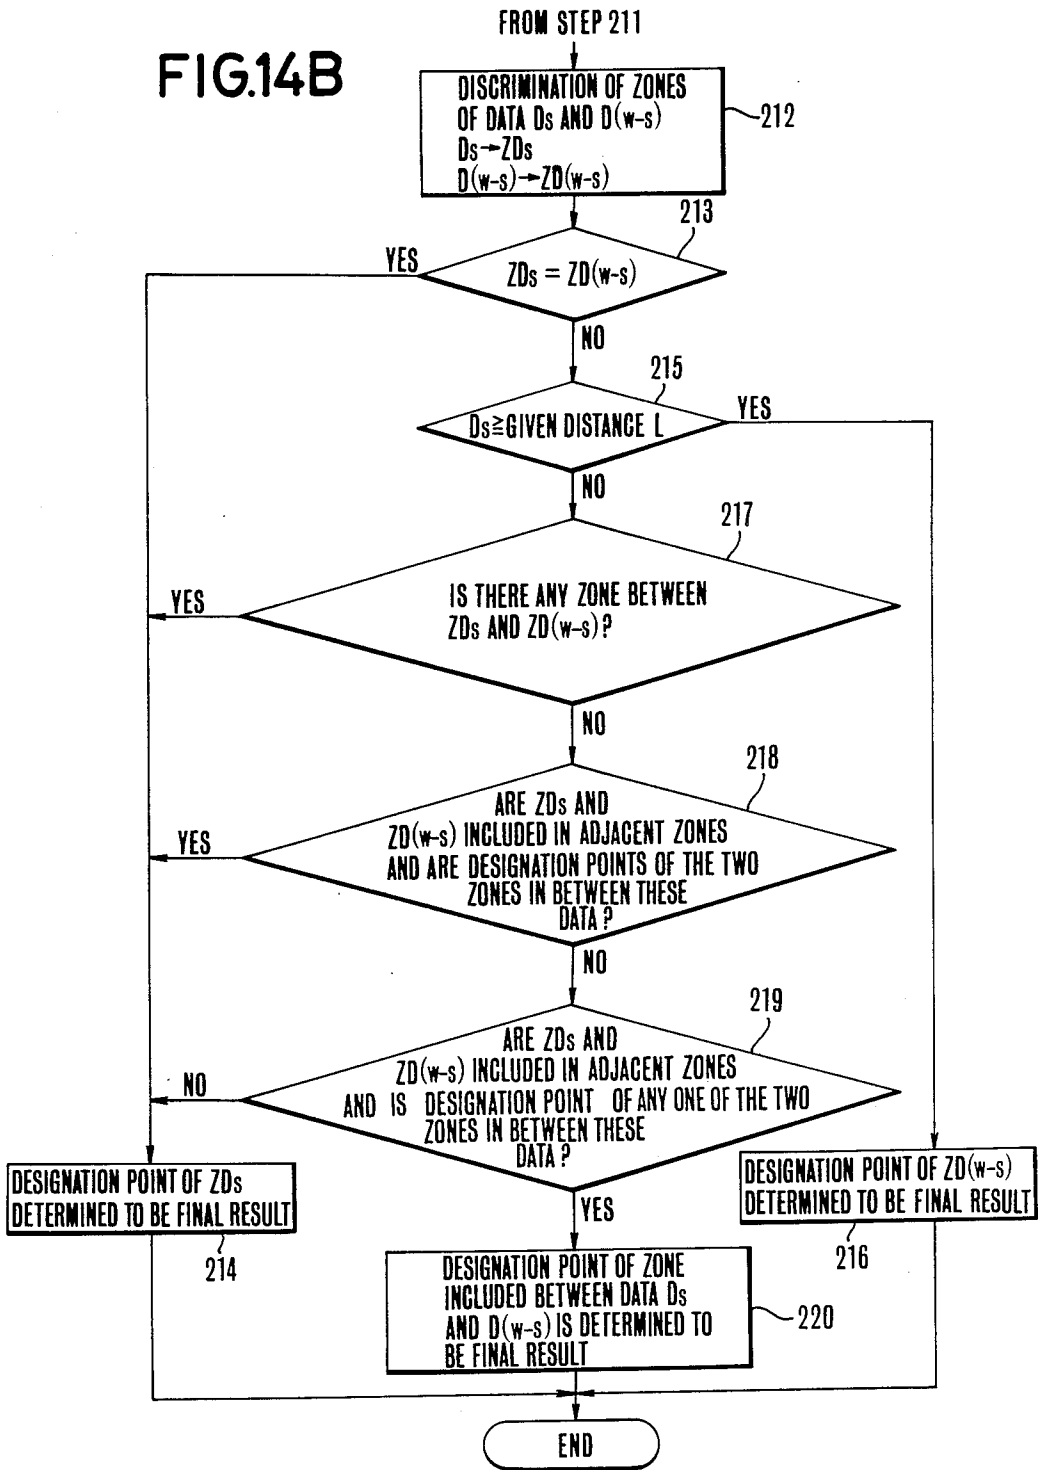 FROM STEP 211
FIG.14B
DISCRIMINATION OF ZONES
OF DATA Ds AND D(w-s)
Ds→ZDs
D(w-s)→ZD(w-s)
212
213
YES
ZDs = ZD(w-s)
NO
215
Ds≧GIVEN DISTANCE L
YES
NO
217
IS THERE ANY ZONE BETWEEN
ZDs AND ZD(w-s)?
YES
NO
218
ARE ZDs AND
ZD(w-s) INCLUDED IN ADJACENT ZONES
AND ARE DESIGNATION POINTS OF THE TWO
ZONES IN BETWEEN THESE
DATA?
YES
NO
219
ARE ZDs AND
ZD(w-s) INCLUDED IN ADJACENT ZONES
AND IS DESIGNATION POINT OF ANY ONE OF THE TWO
ZONES IN BETWEEN THESE
DATA?
NO
YES
DESIGNATION POINT OF ZDs
DETERMINED TO BE FINAL RESULT
214
DESIGNATION POINT OF ZD(w-s)
DETERMINED TO BE FINAL RESULT
216
DESIGNATION POINT OF ZONE
INCLUDED BETWEEN DATA Ds
AND D(w-s) IS DETERMINED TO
BE FINAL RESULT
220
END